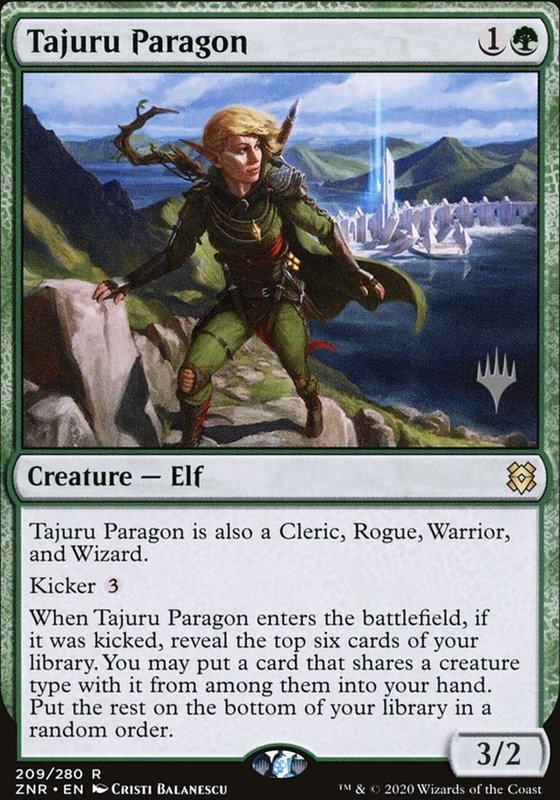 Tajuru Paragon 1
Creature — Elf
Tajuru Paragon is also a Cleric, Rogue, Warrior,
and Wizard.
Kicker 3
When Tajuru Paragon enters the battlefield, if
it was kicked, reveal the top six cards of your
library. You may put a card that shares a creature
type with it from among them into your hand.
Put the rest on the bottom of your library in a
random order.
3/2
209/280 R
ZNR • EN Cristi Balanescu
™ & © 2020 Wizards of the Coast